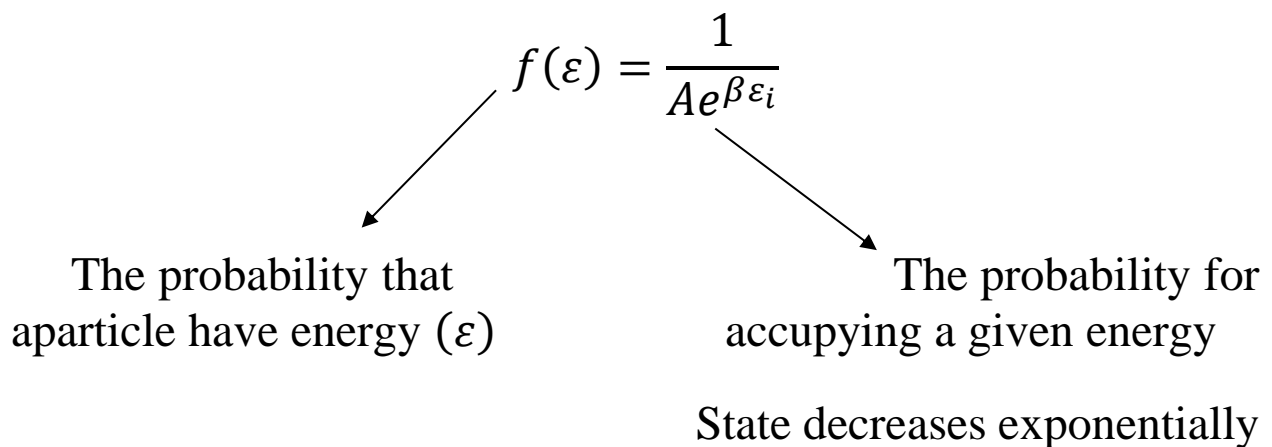 f(ε) = 1 / Ae^{βε_i}
The probability that
aparticle have energy (ε)
The probability for
accupying a given energy
State decreases exponentially